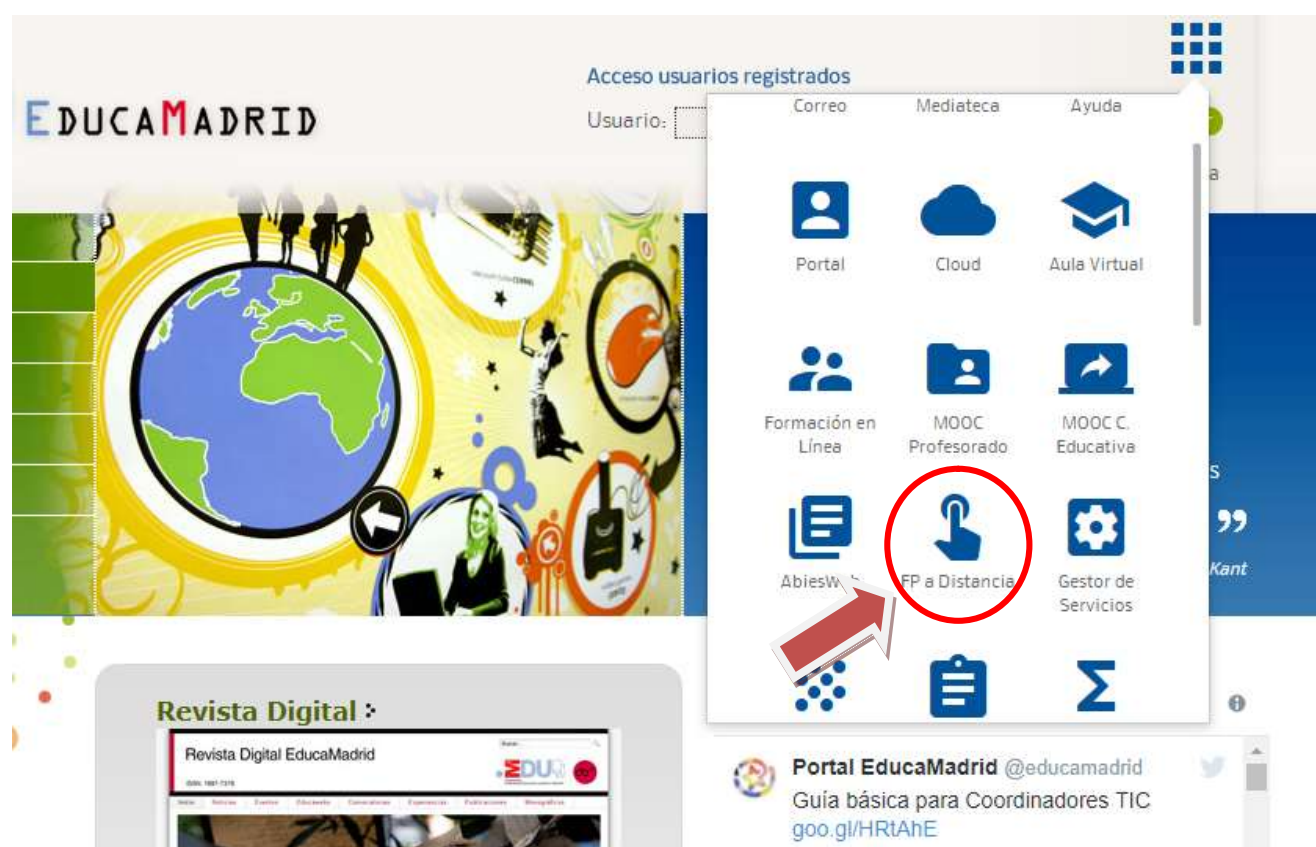 Acceso usuarios registrados
EDUCAMADRID
Usuario:
Correo Mediateca Ayuda
a
Portal Cloud Aula Virtual
Formación en Línea
MOOC Profesorado
MOOC C. Educativa
s
”
Kant
FP a Distancia
Gestor de Servicios
Revista Digital
Revista Digital EducaMadrid
EDU
Portal EducaMadrid @educamadrid
Guía básica para Coordinadores TIC
goo.gl/HRtAhE